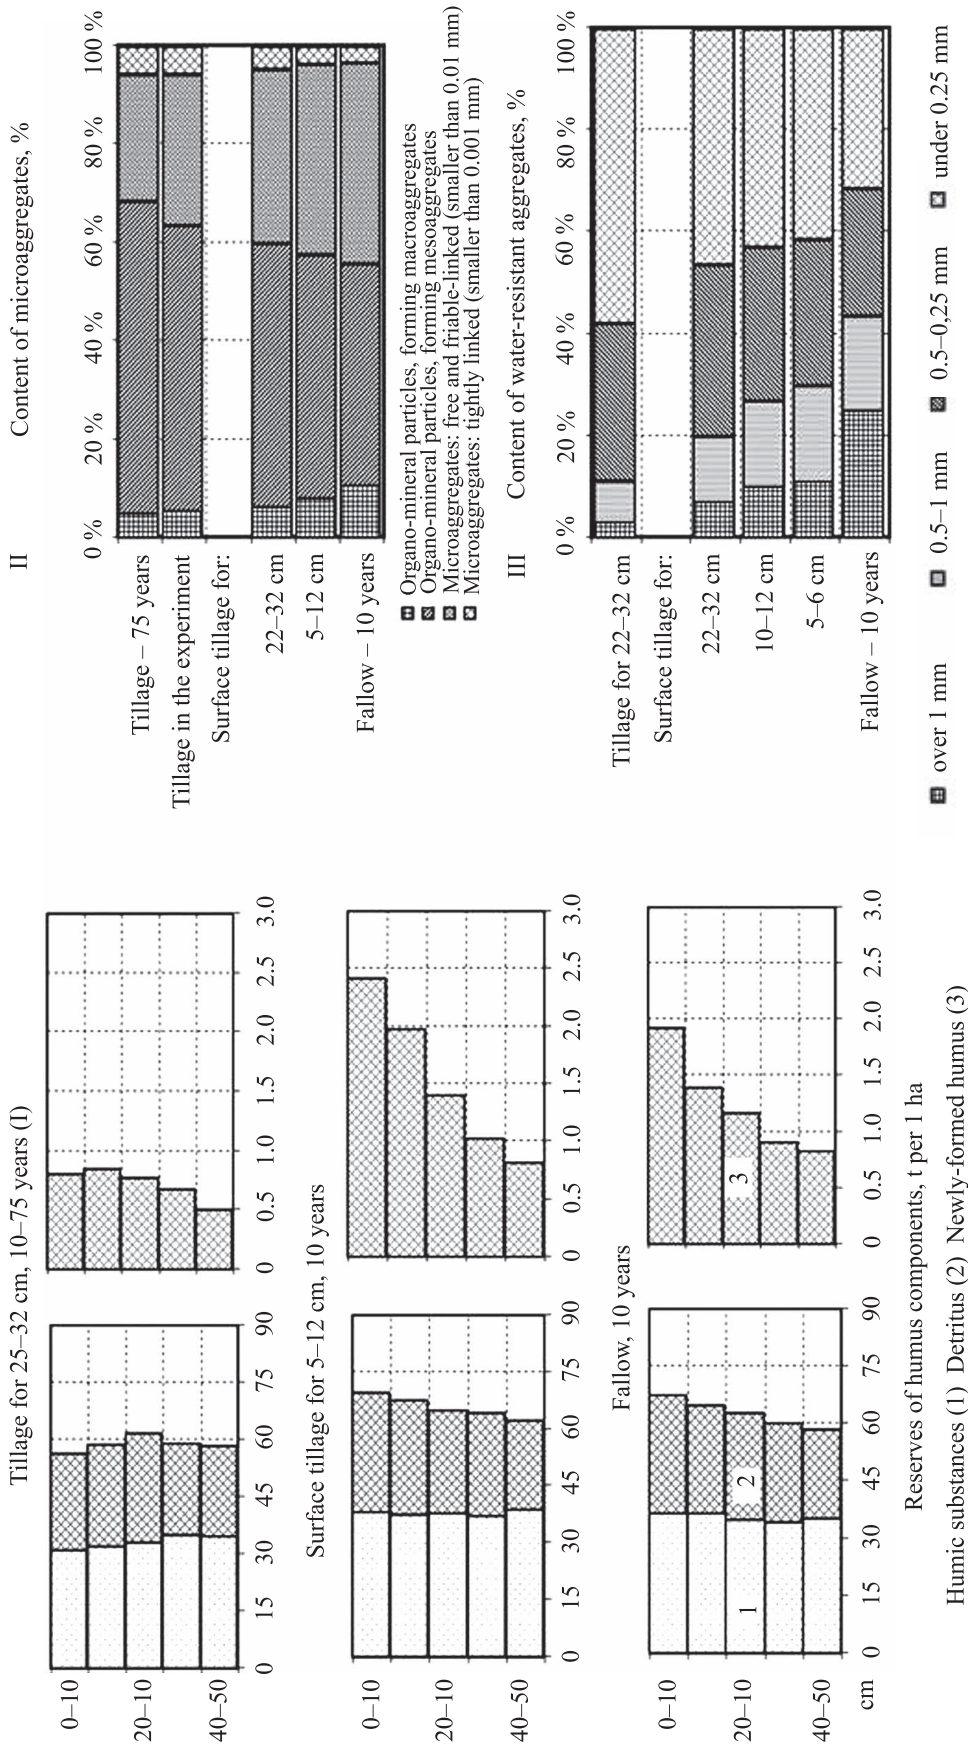 Tillage for 25–32 cm, 10–75 years (I)
0–10
20–10
40–50
0 15 30 45 60 75 90
0 0.5 1.0 1.5 2.0 2.5 3.0
Surface tillage for 5–12 cm, 10 years
0–10
20–10
40–50
0 15 30 45 60 75 90
0 0.5 1.0 1.5 2.0 2.5 3.0
Fallow, 10 years
0–10
20–10
40–50
1
2
3
cm
0 15 30 45 60 75 90
0 0.5 1.0 1.5 2.0 2.5 3.0
Reserves of humus components, t per 1 ha
Humic substances (1) Detritus (2) Newly-formed humus (3)
II Content of microaggregates, %
0 % 20 % 40 % 60 % 80 % 100 %
Tillage – 75 years
Tillage in the experiment
Surface tillage for:
22–32 cm
5–12 cm
Fallow – 10 years
Organo-mineral particles, forming macroaggregates
Organo-mineral particles, forming mesoaggregates
Microaggregates: free and friable-linked (smaller than 0.01 mm)
Microaggregates: tightly linked (smaller than 0.001 mm)
III Content of water-resistant aggregates, %
0 % 20 % 40 % 60 % 80 % 100 %
Tillage for 22–32 cm
Surface tillage for:
22–32 cm
10–12 cm
5–6 cm
Fallow – 10 years
over 1 mm 0.5–1 mm 0.5–0,25 mm under 0.25 mm